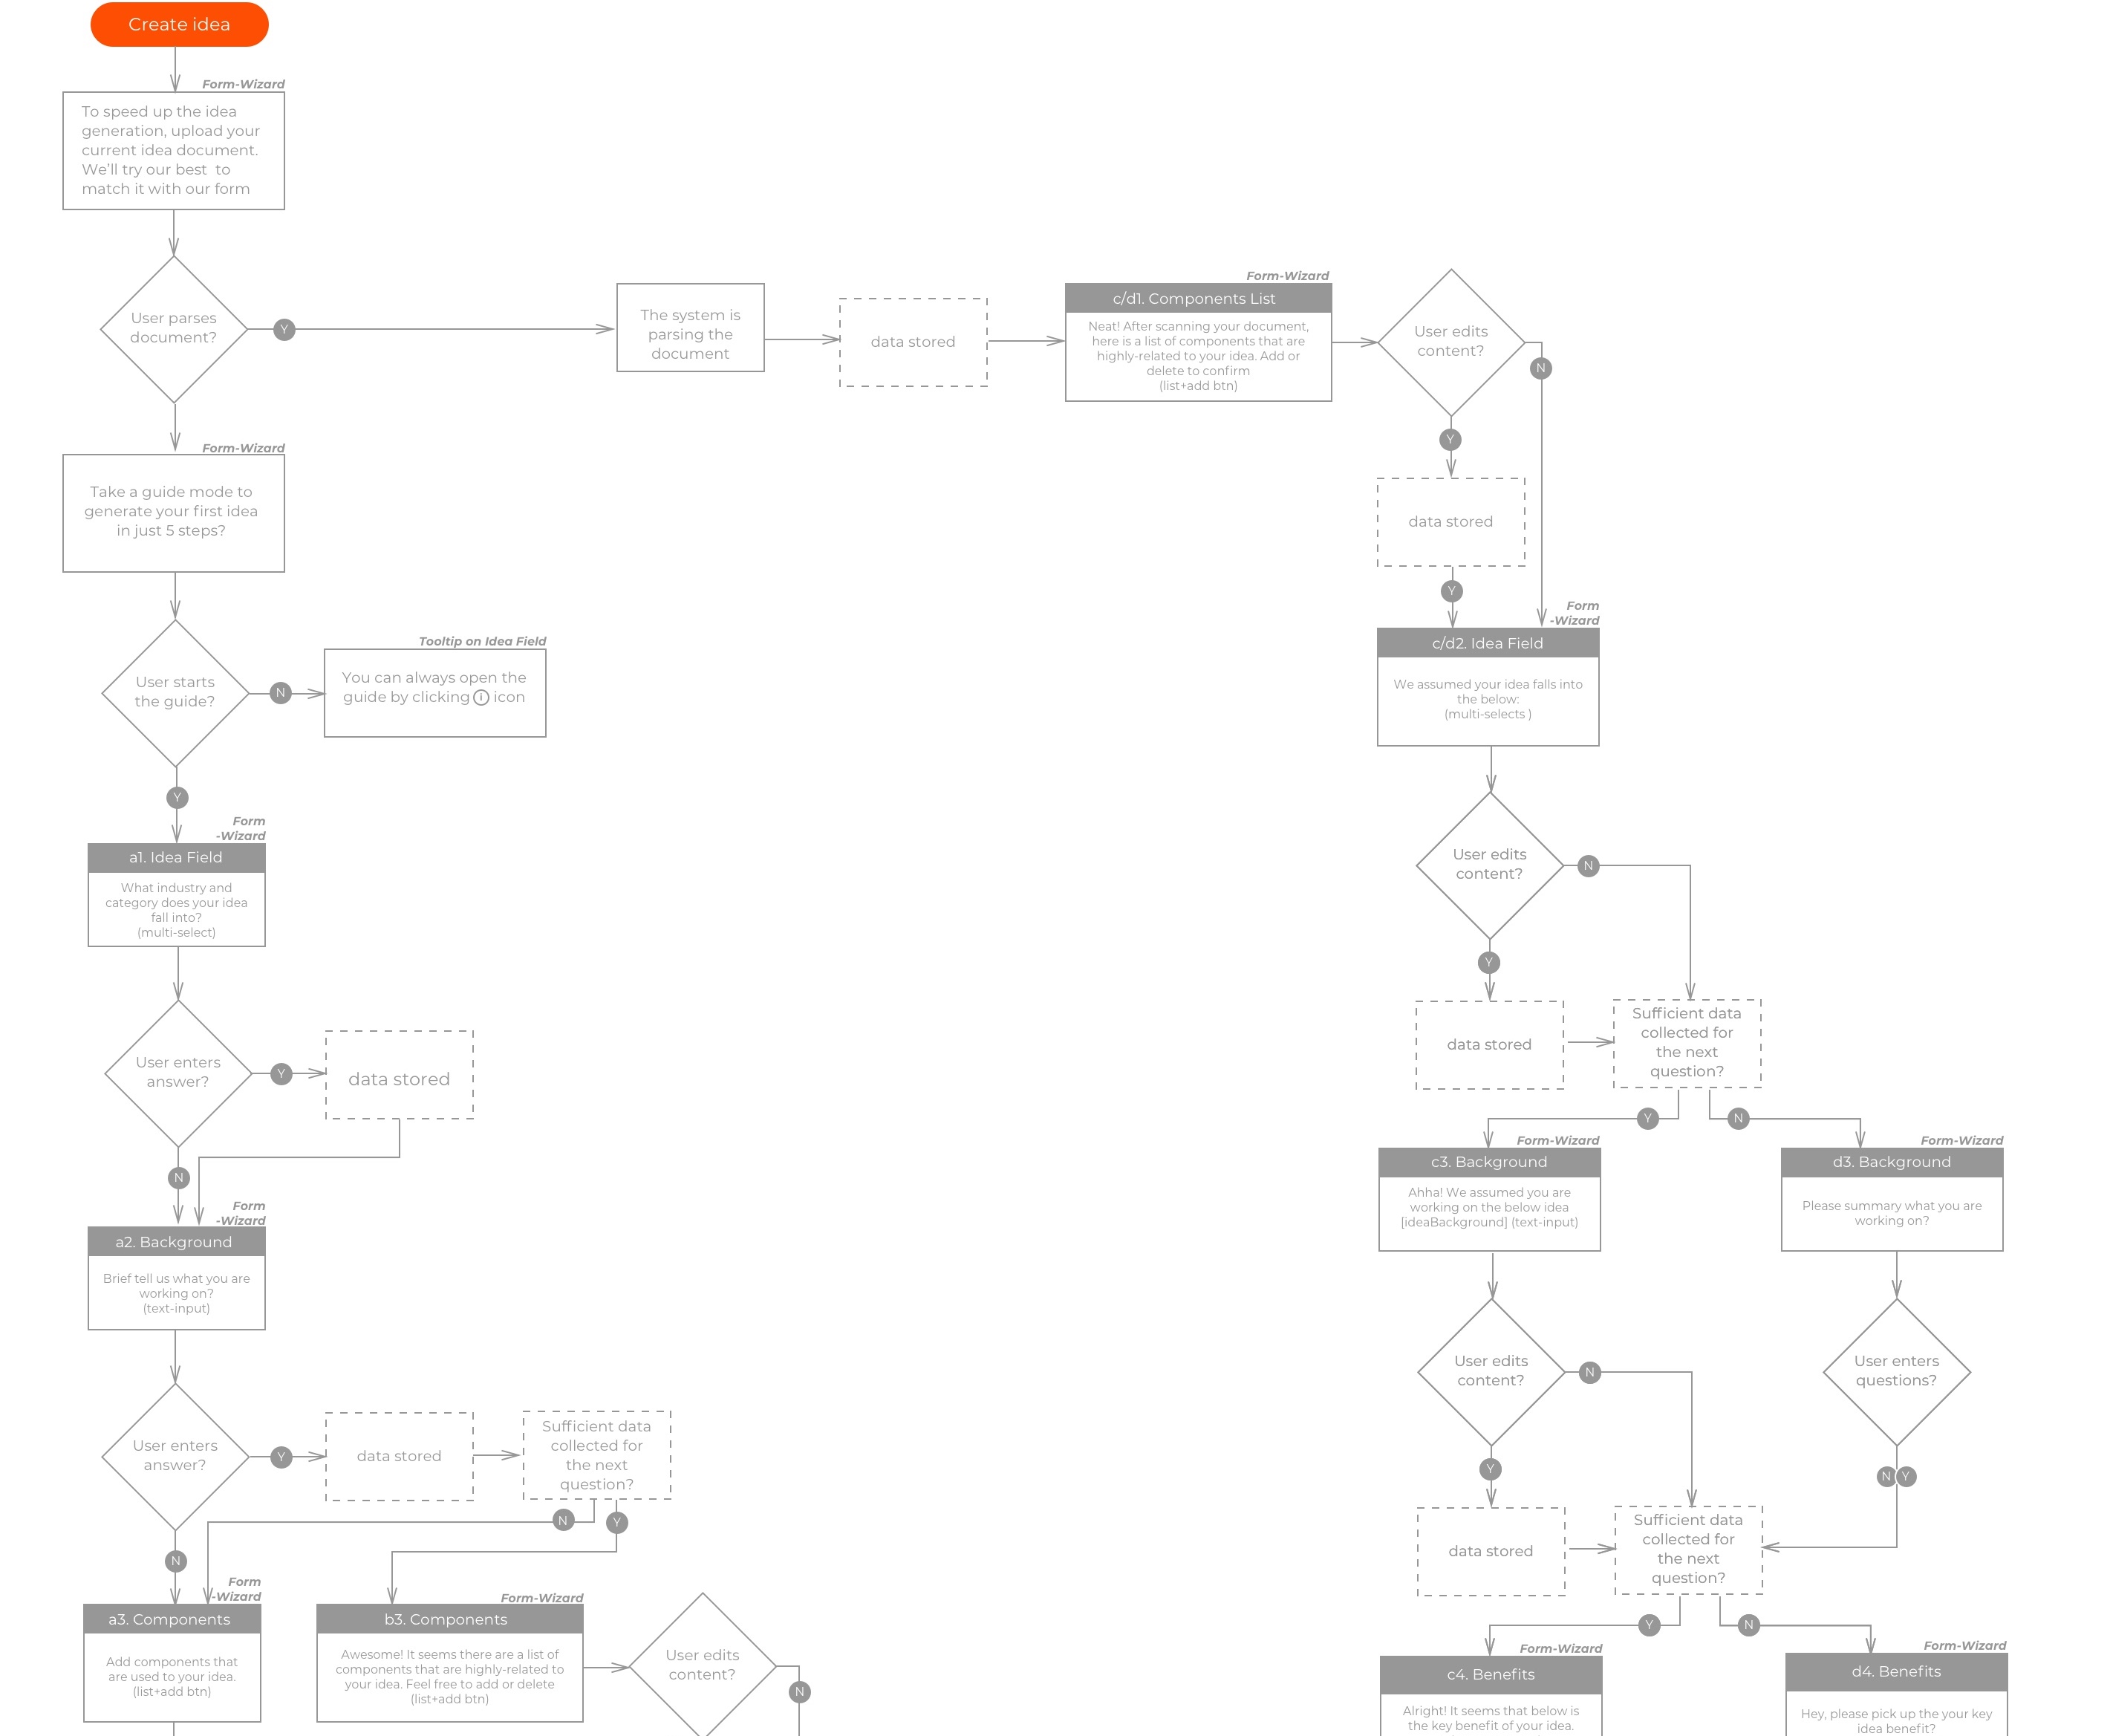 Create idea
Form-Wizard
To speed up the idea
generation, upload your
current idea document.
We'll try our best  to
match it with our form
User parses
document?
Y
The system is
parsing the
document
data stored
Form-Wizard
c/d1. Components List
Neat! After scanning your document,
here is a list of components that are
highly-related to your idea. Add or
delete to confirm
(list+add btn)
User edits
content?
N
Y
data stored
Y
Form-Wizard
Take a guide mode to
generate your first idea
in just 5 steps?
User starts
the guide?
N
Tooltip on Idea Field
You can always open the
guide by clicking i icon
Y
Form
-Wizard
c/d2. Idea Field
We assumed your idea falls into
the below:
(multi-selects )
User edits
content?
N
Y
data stored
Sufficient data
collected for
the next
question?
Y
N
Form
-Wizard
a1. Idea Field
What industry and
category does your idea
fall into?
(multi-select)
User enters
answer?
Y
data stored
N
Form
-Wizard
a2. Background
Brief tell us what you are
working on?
(text-input)
User enters
answer?
Y
data stored
Sufficient data
collected for
the next
question?
N
Y
N
Form
-Wizard
a3. Components
Add components that
are used to your idea.
(list+add btn)
Form-Wizard
b3. Components
Awesome! It seems there are a list of
components that are highly-related to
your idea. Feel free to add or delete
(list+add btn)
User edits
content?
N
Form-Wizard
c3. Background
Ahha! We assumed you are
working on the below idea
[ideaBackground] (text-input)
Form-Wizard
d3. Background
Please summary what you are
working on?
User edits
content?
N
User enters
questions?
Y
N
Y
data stored
Sufficient data
collected for
the next
question?
Y
N
Form-Wizard
c4. Benefits
Alright! It seems that below is
the key benefit of your idea.
Form-Wizard
d4. Benefits
Hey, please pick up the your key
idea benefit?